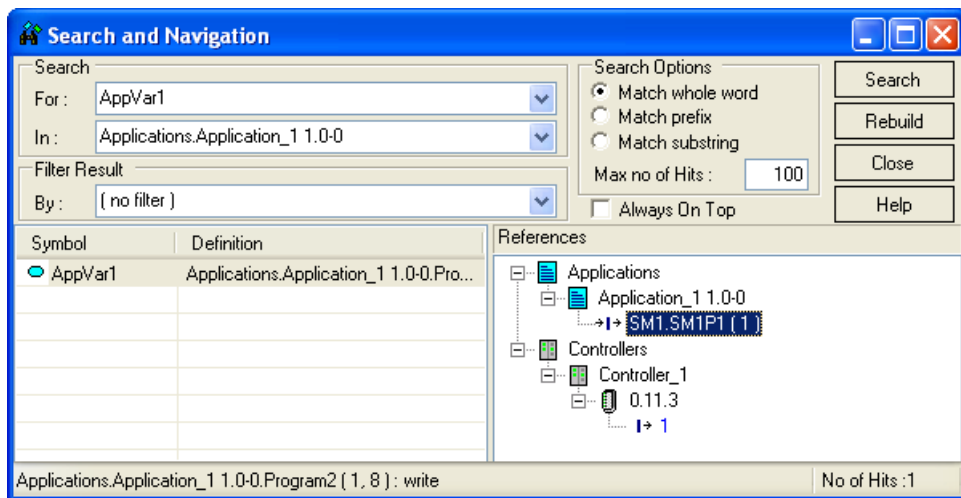 Search and Navigation
Search
For :
AppVar1
In :
Applications.Application_1 1.0-0
Filter Result
By :
( no filter )
Search Options
Match whole word
Match prefix
Match substring
Max no of Hits :
100
Always On Top
Search
Rebuild
Close
Help
Symbol
Definition
AppVar1
Applications.Application_1 1.0-0.Pro...
References
Applications
Application_1 1.0-0
SM1.SM1P1 ( 1 )
Controllers
Controller_1
0.11.3
1
Applications.Application_1 1.0-0.Program2 ( 1, 8 ) : write
No of Hits :1